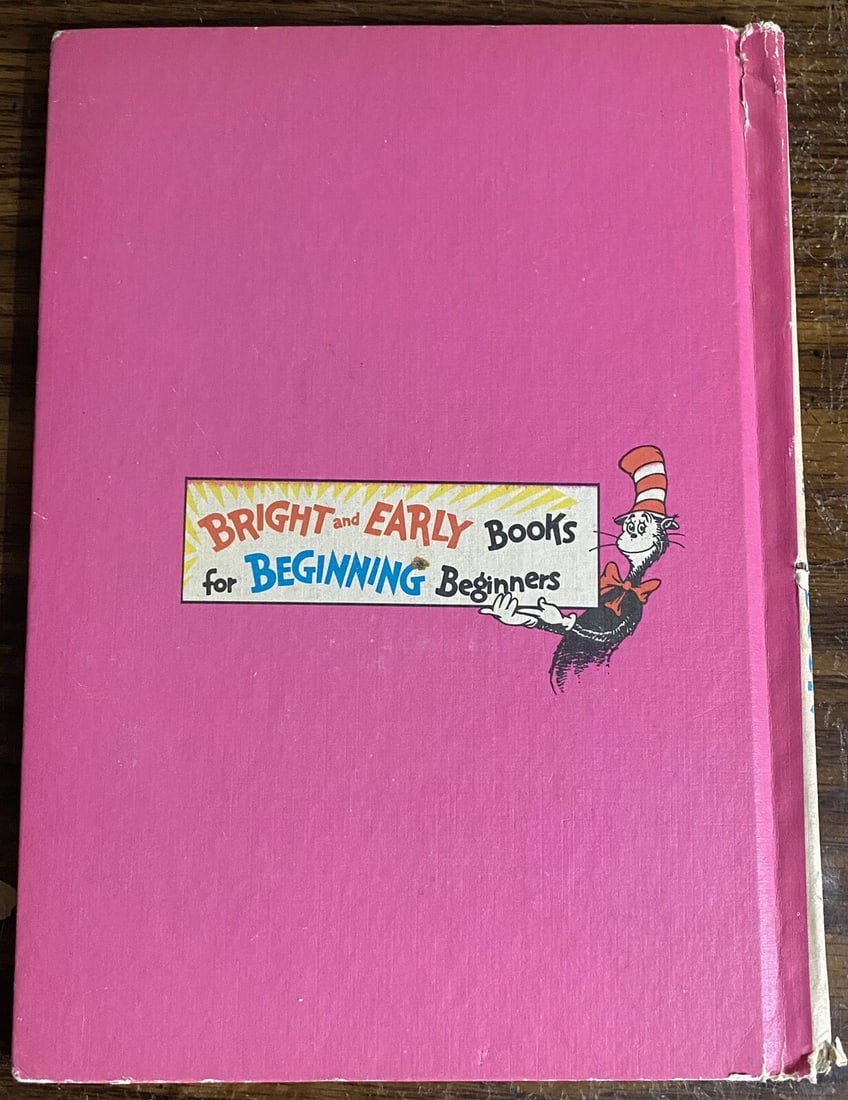 BRIGHT and EARLY BooKs
for BEGINNING Beginners